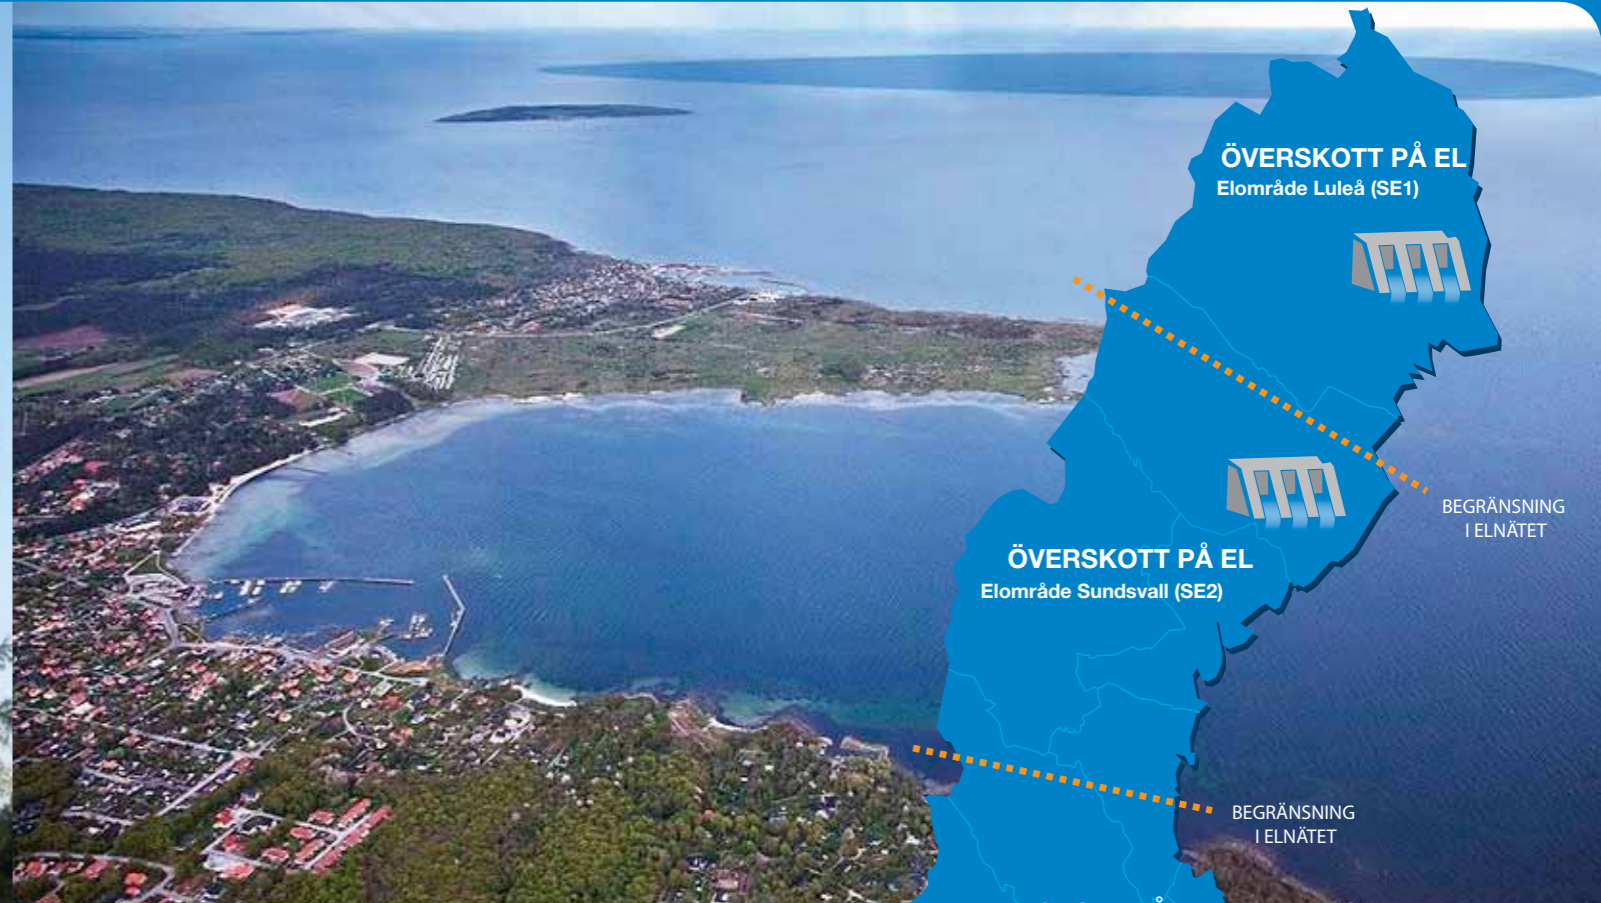 ÖVERSKOTT PÅ EL
Elområde Luleå (SE1)
BEGRÄNSNING
I ELNÄTET
ÖVERSKOTT PÅ EL
Elområde Sundsvall (SE2)
BEGRÄNSNING
I ELNÄTET